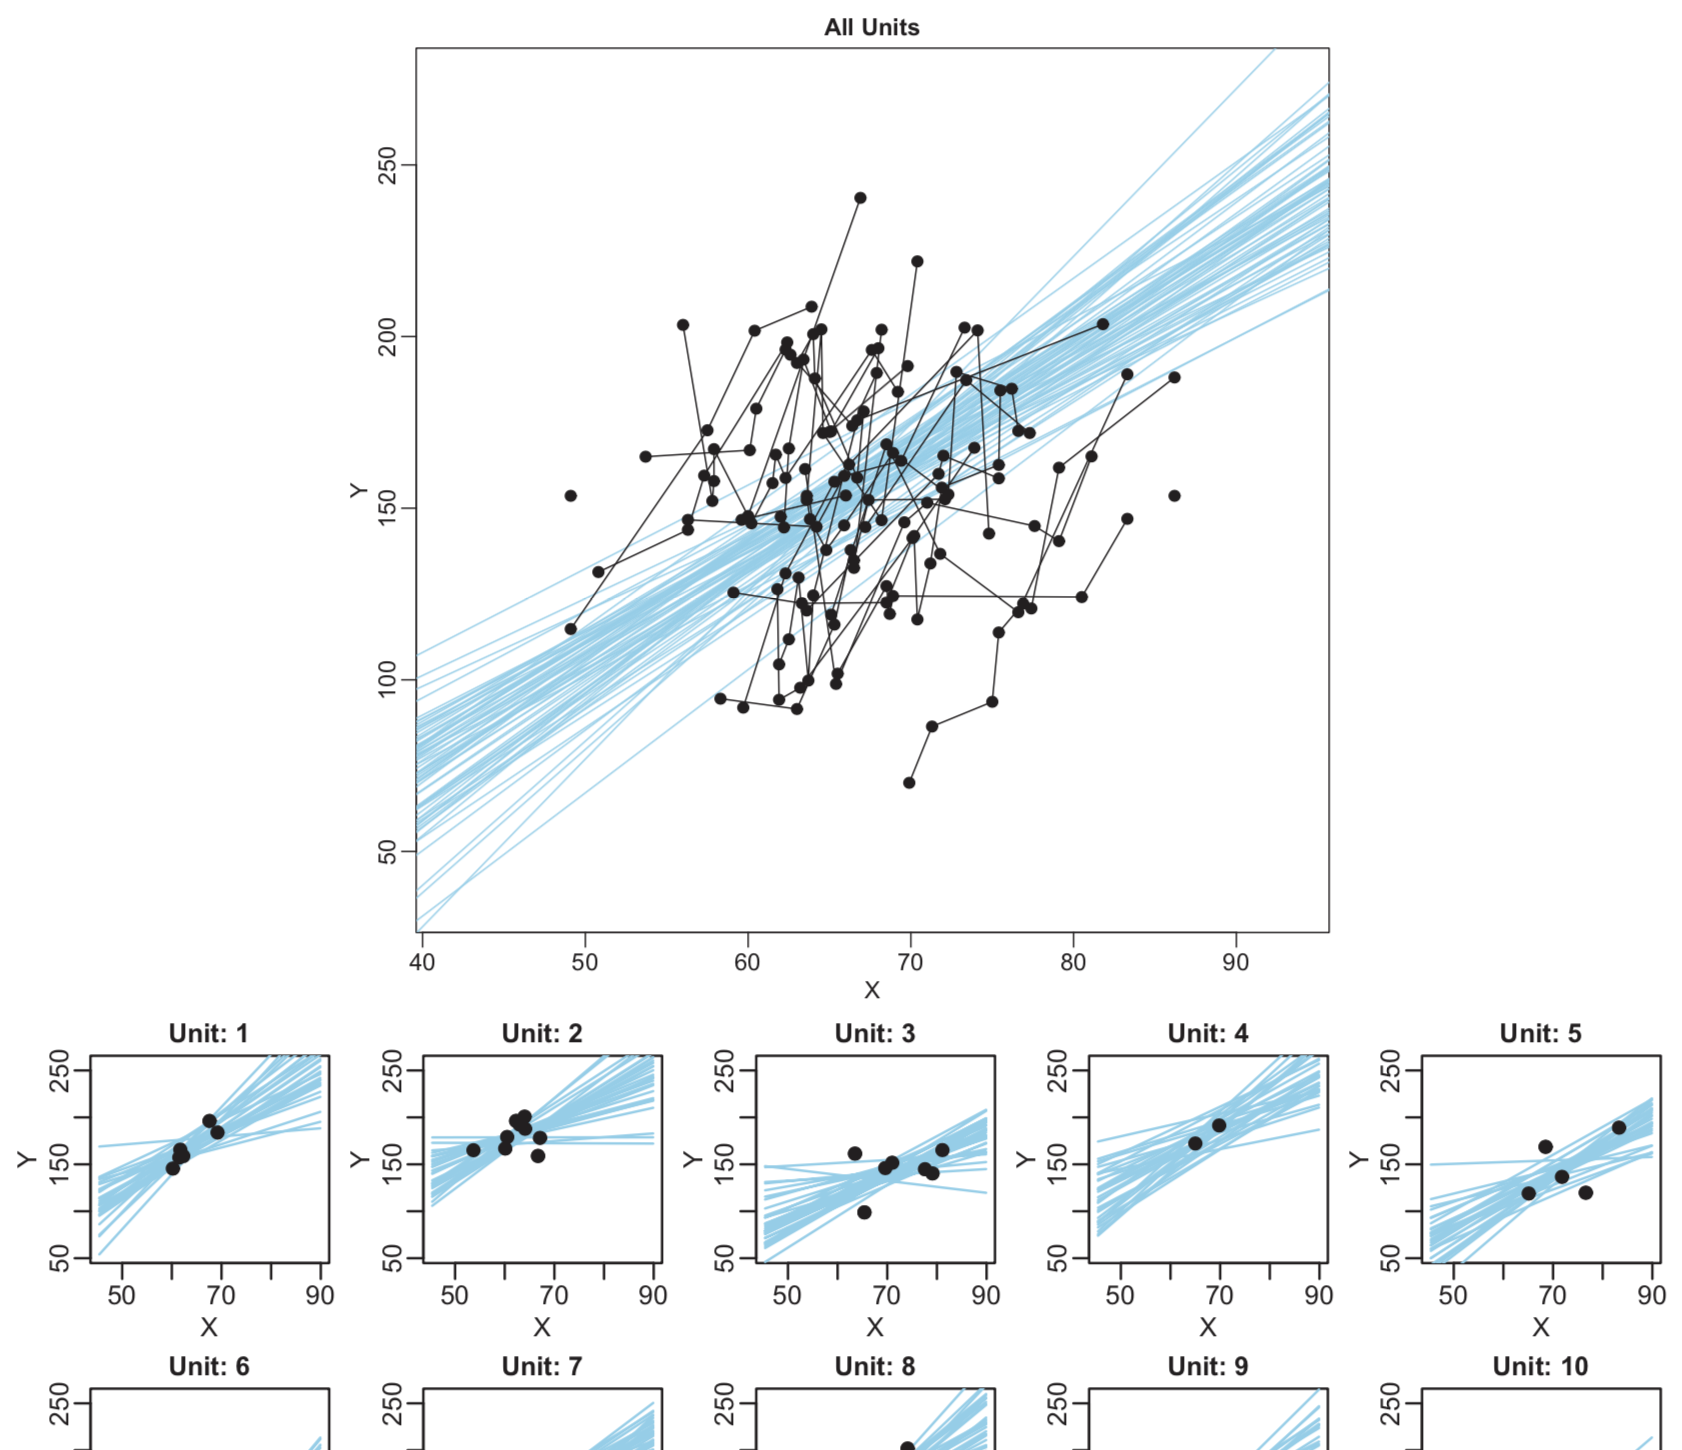 All Units
250
200
150
100
50
Y
40 50 60 70 80 90
X
Unit: 1 Unit: 2 Unit: 3 Unit: 4 Unit: 5
250 250 250 250 250
150 150 150 150 150
50 50 50 50 50
Y Y Y Y Y
50 70 90 50 70 90 50 70 90 50 70 90 50 70 90
X X X X X
Unit: 6 Unit: 7 Unit: 8 Unit: 9 Unit: 10
250 250 250 250 250